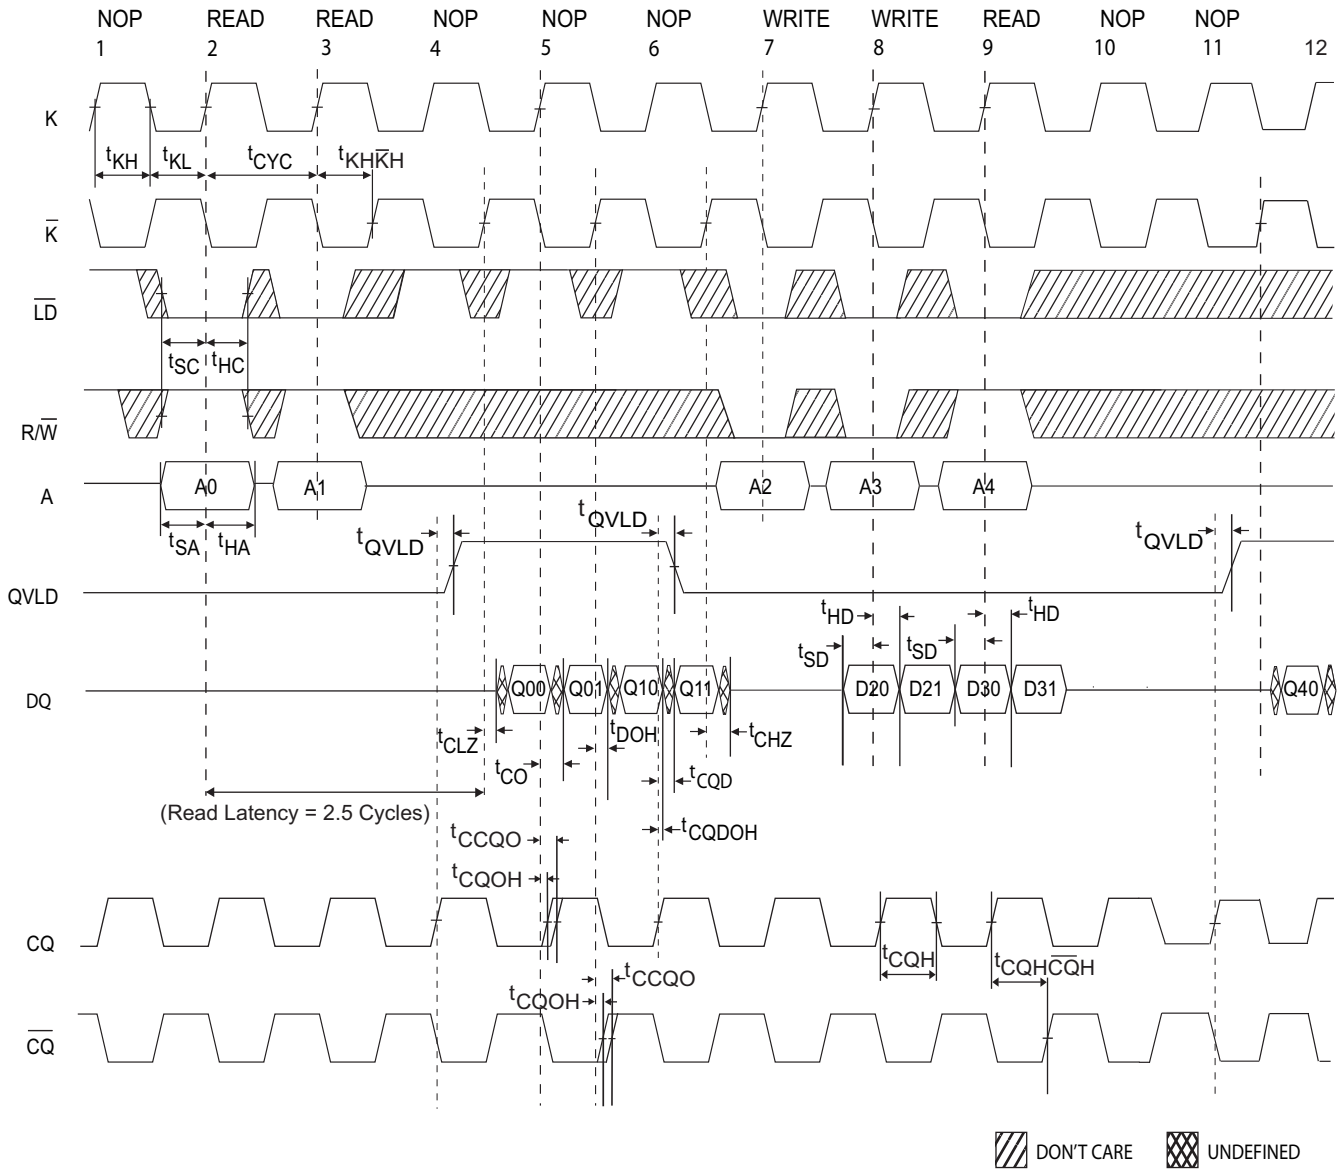 NOP READ READ NOP NOP NOP WRITE WRITE READ NOP NOP
1 2 3 4 5 6 7 8 9 10 11 12
K
tKH tKL tCYC tKHK̅H
K̅
L̅D̅
tSC tHC
R/W̅
A A0 A1 A2 A3 A4
tSA tHA tQVLD tQVLD tQVLD
QVLD
tHD tHD
tSD tSD
DQ Q00 Q01 Q10 Q11 D20 D21 D30 D31 Q40
tCLZ tDOH tCHZ
tCO tCQD
(Read Latency = 2.5 Cycles)
tCQDOH
tCCQO
tCQOH
CQ
tCQH tCQHC̅Q̅H
tCCQO
tCQOH
C̅Q̅
DON'T CARE UNDEFINED